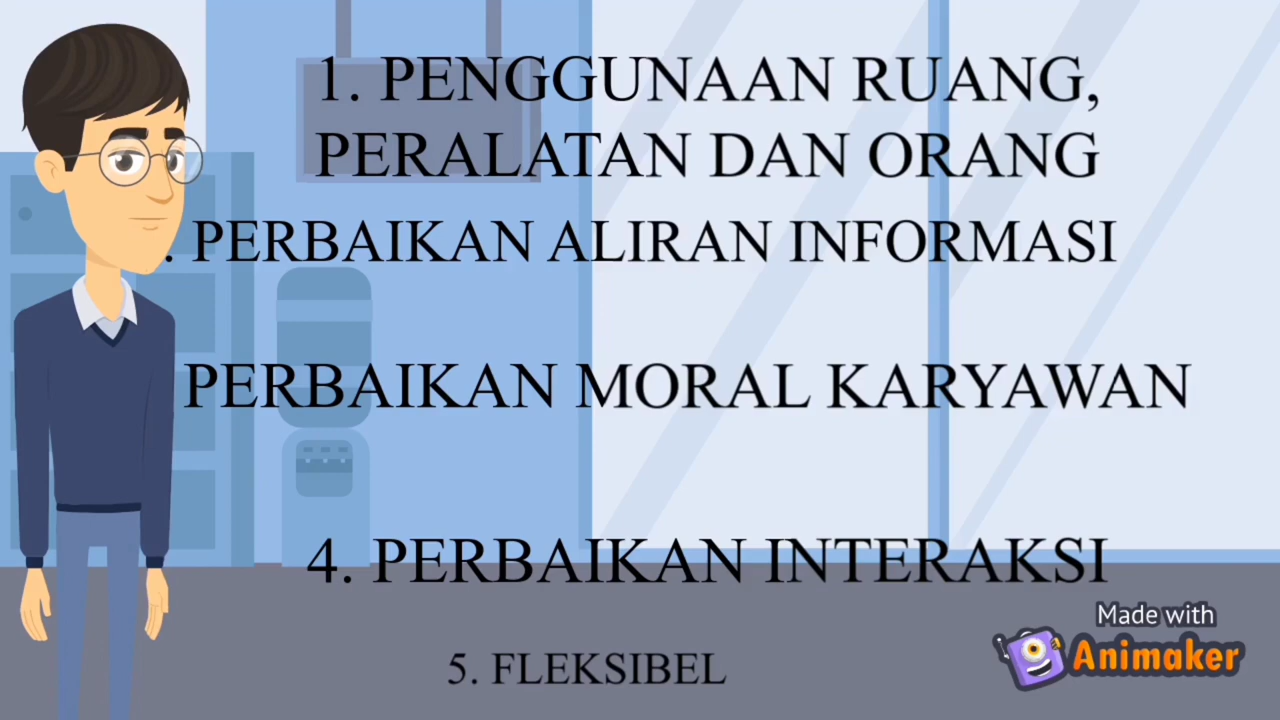 1. PENGGUNAAN RUANG,
PERALATAN DAN ORANG
. PERBAIKAN ALIRAN INFORMASI
PERBAIKAN MORAL KARYAWAN
4. PERBAIKAN INTERAKSI
5. FLEKSIBEL
Made with
Animaker